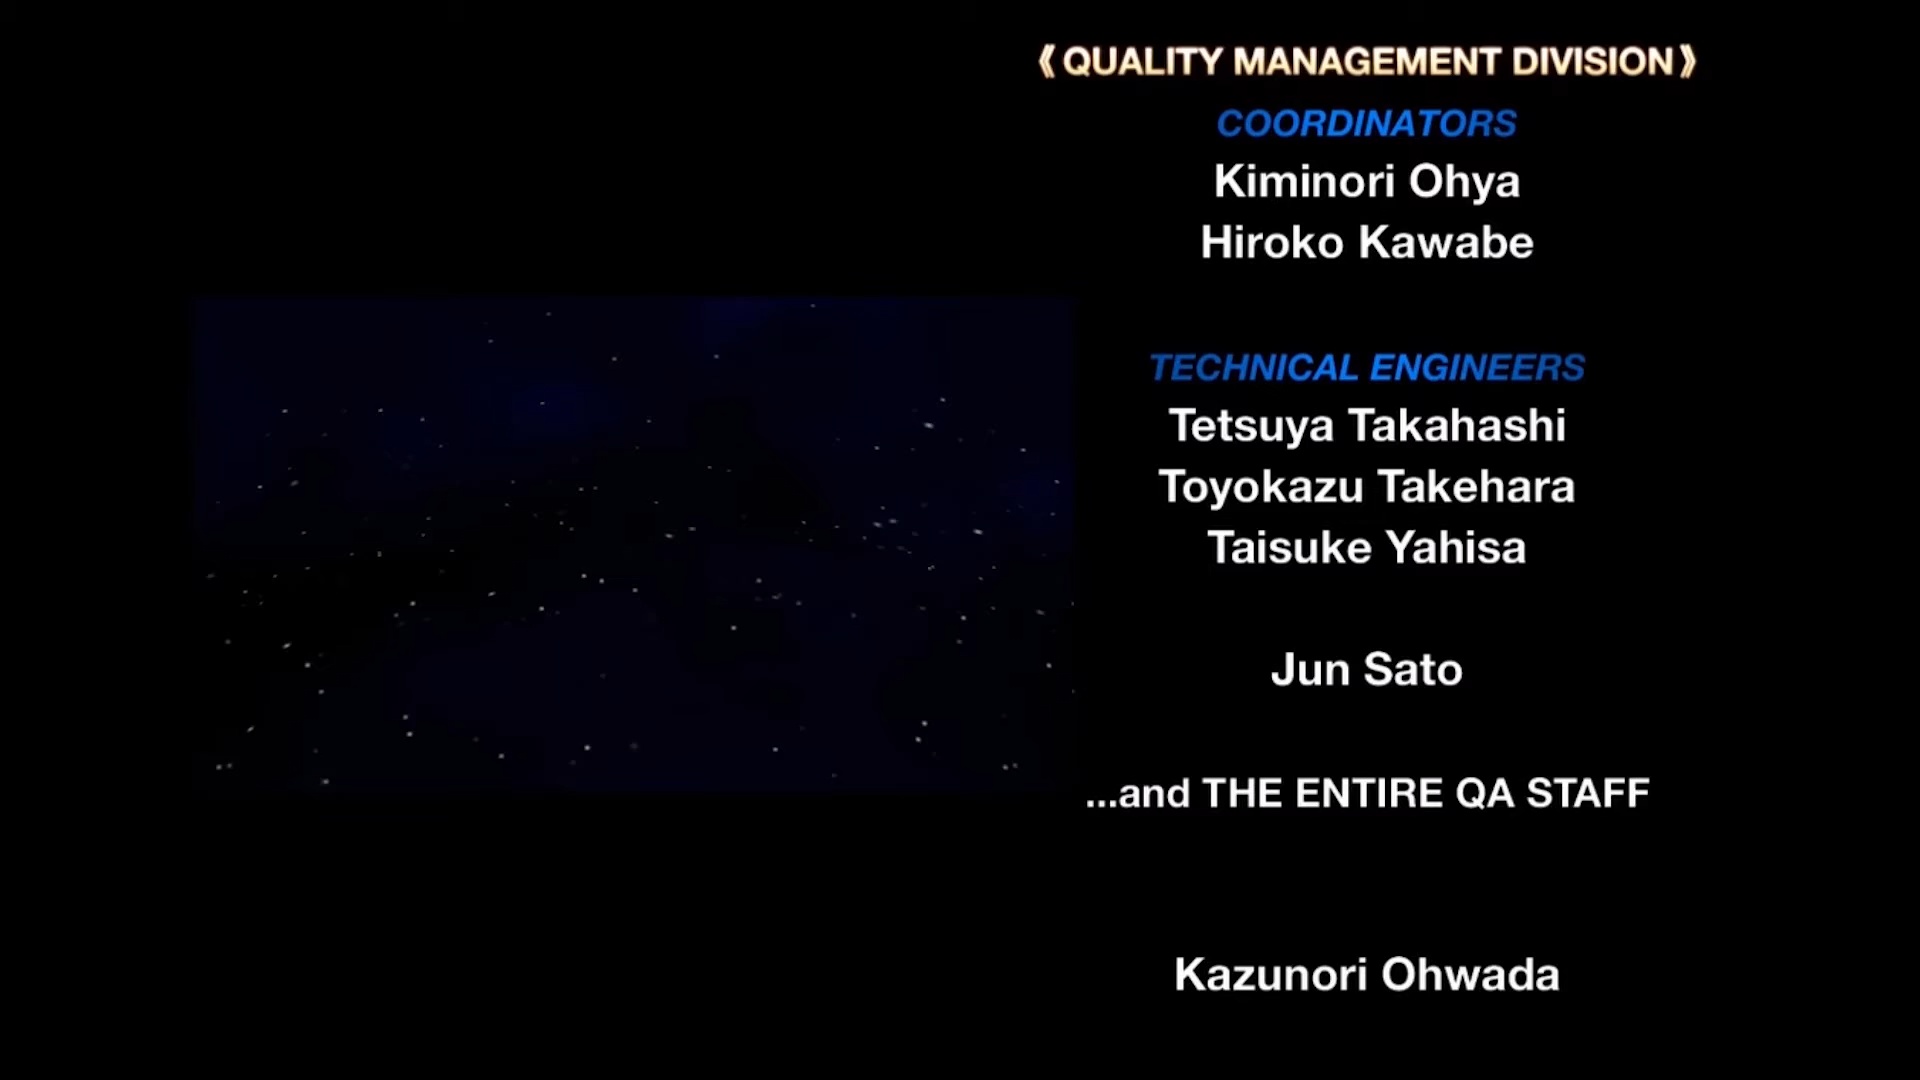 《QUALITY MANAGEMENT DIVISION》
COORDINATORS
Kiminori Ohya
Hiroko Kawabe
TECHNICAL ENGINEERS
Tetsuya Takahashi
Toyokazu Takehara
Taisuke Yahisa
Jun Sato
...and THE ENTIRE QA STAFF
Kazunori Ohwada